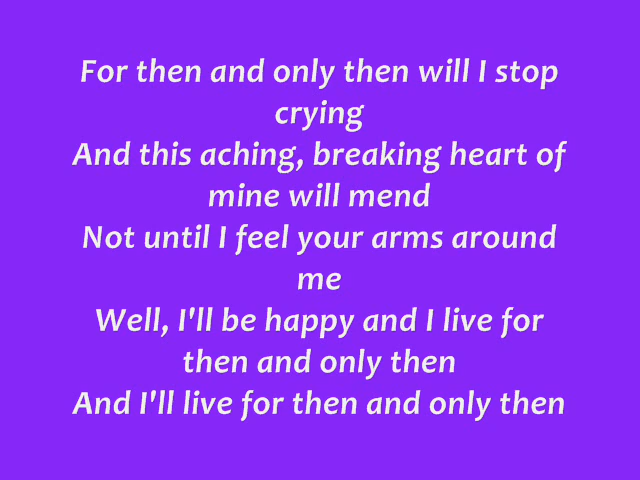 For then and only then will I stop
crying
And this aching, breaking heart of
mine will mend
Not until I feel your arms around
me
Well, I'll be happy and I live for
then and only then
And I'll live for then and only then